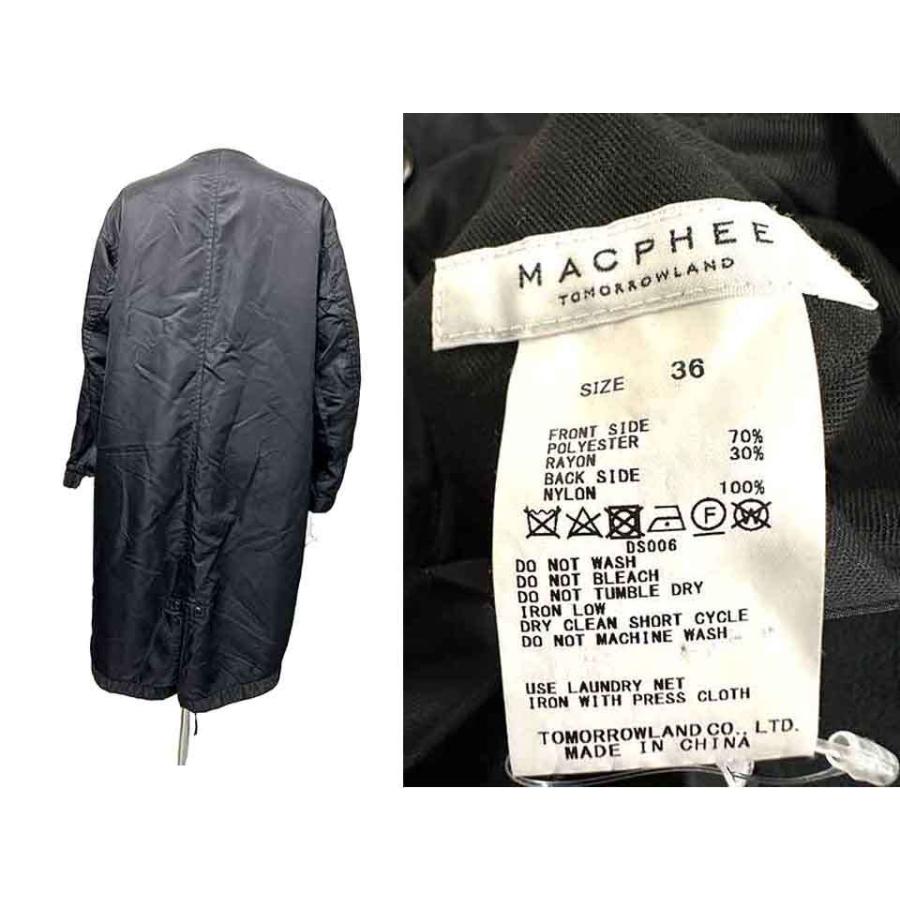 MACPHEE
TOMORROWLAND
SIZE 36
FRONT SIDE
POLYESTER 70%
RAYON 30%
BACK SIDE
NYLON 100%
F W
DS006
DO NOT WASH
DO NOT BLEACH
DO NOT TUMBLE DRY
IRON LOW
DRY CLEAN SHORT CYCLE
DO NOT MACHINE WASH
USE LAUNDRY NET
IRON WITH PRESS CLOTH
TOMORROWLAND CO., LTD.
MADE IN CHINA